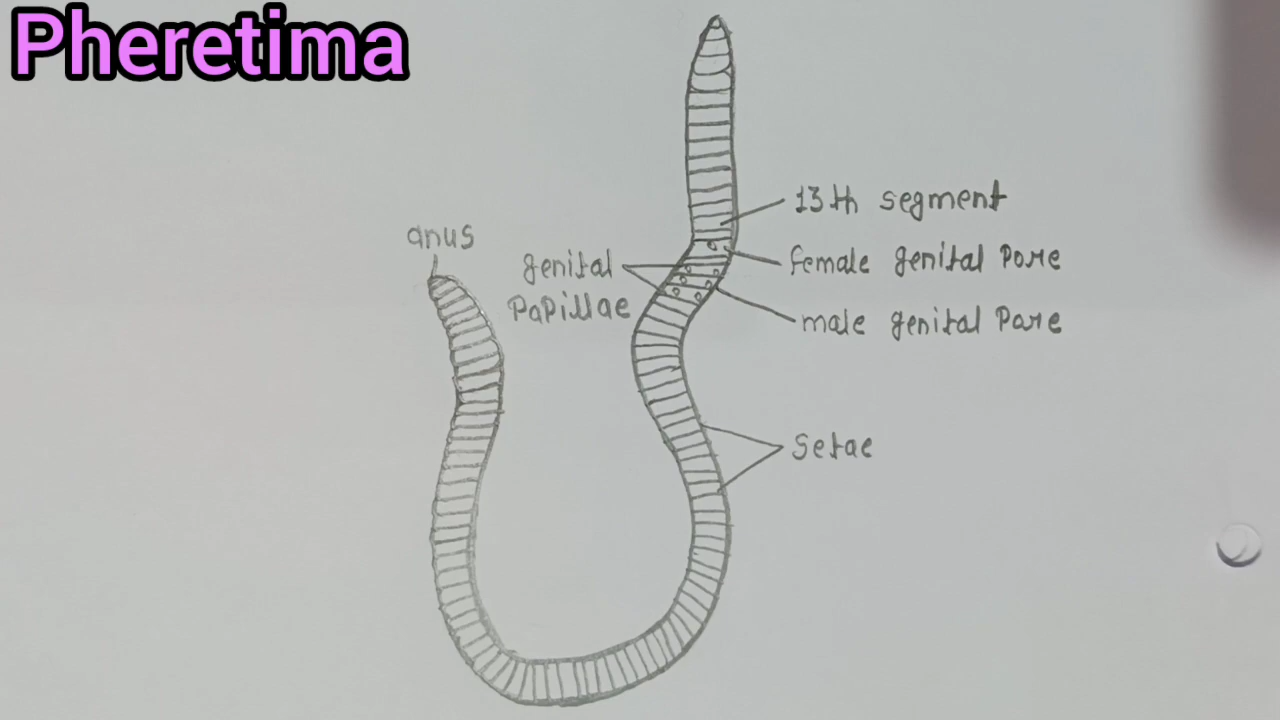 Pheretima
13th segment
anus
genital
Papillae
female genital Pore
male genital Pore
Setae